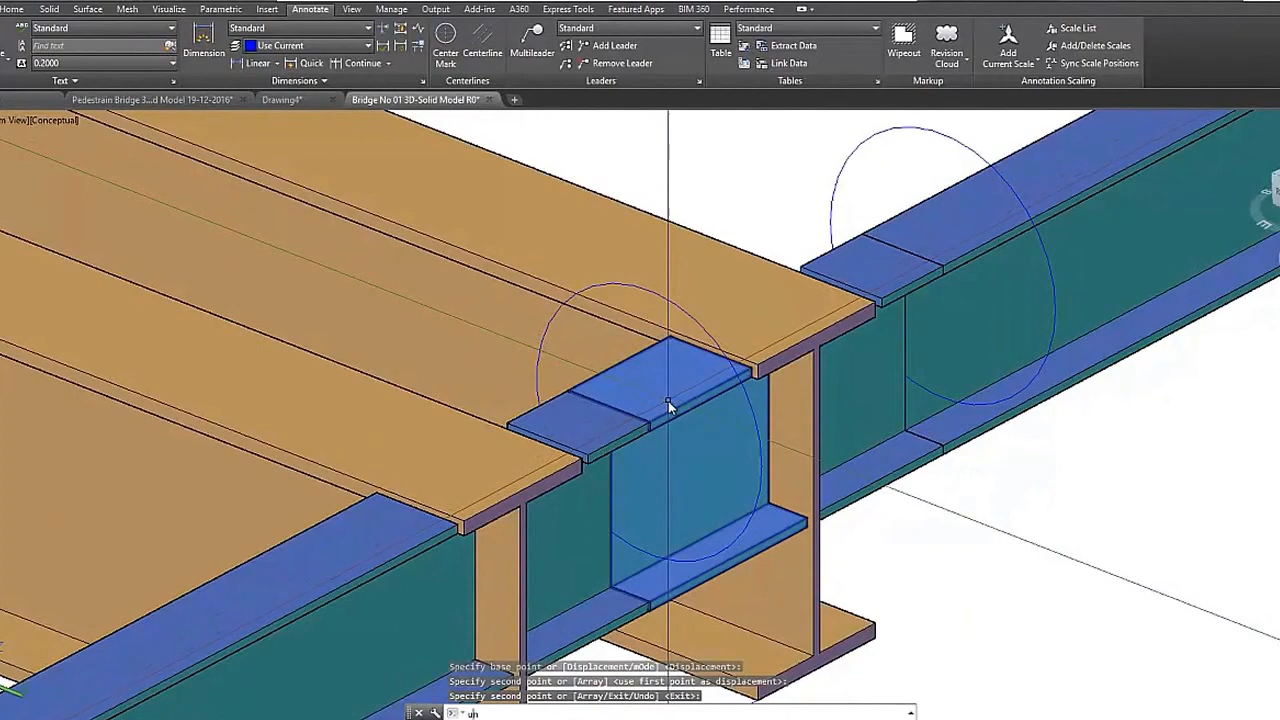 Home Solid Surface Mesh Visualize Parametric Insert Annotate View Manage Output Add-ins A360 Express Tools Featured Apps BIM 360 Performance
ABC Standard
Find text
0.2000
Text
Dimension
Standard
Use Current
Linear Quick Continue
Dimensions
Center Mark
Centerline
Centerlines
Multileader
Standard
Add Leader
Remove Leader
Leaders
Table
Standard
Extract Data
Link Data
Tables
Wipeout
Revision Cloud
Markup
Add Current Scale
Scale List
Add/Delete Scales
Sync Scale Positions
Annotation Scaling
Pedestrain Bridge 3...d Model 19-12-2016*
Drawing4*
Bridge No 01 3D-Solid Model R0*
m View][Conceptual]
E
Specify base point or [Displacement/mOde] <Displacement>:
Specify second point or [Array] <use first point as displacement>:
Specify second point or [Array/Exit/Undo] <Exit>:
un